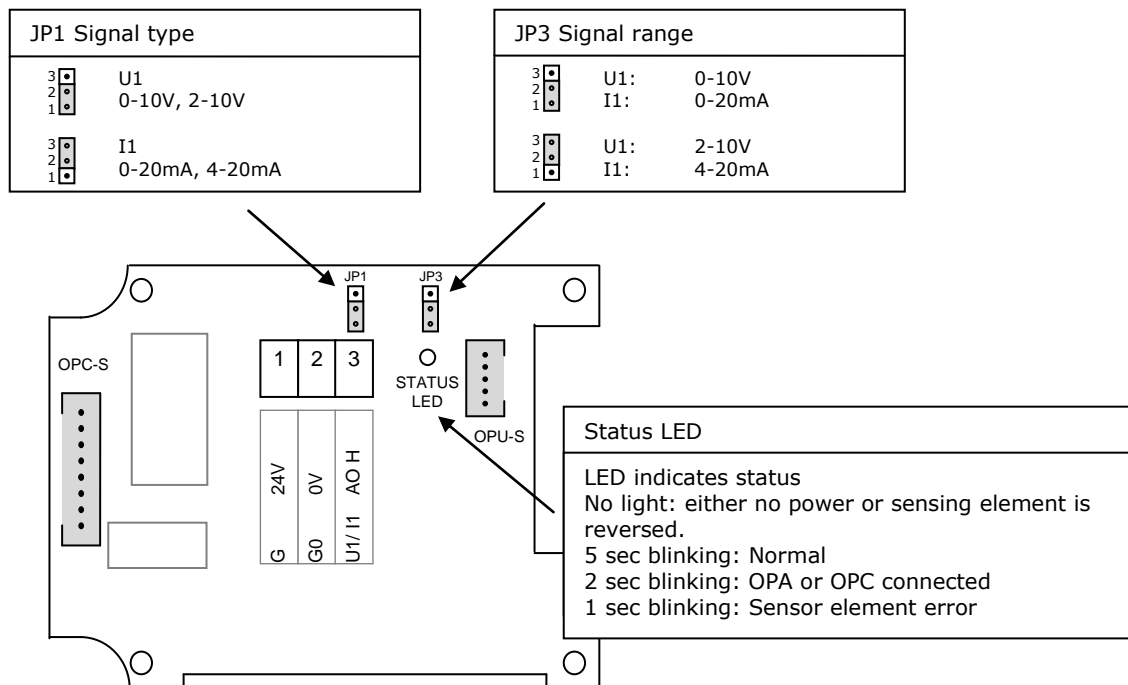 JP1 Signal type
3
2
1
U1
0-10V, 2-10V
3
2
1
I1
0-20mA, 4-20mA
JP3 Signal range
3
2
1
U1: 0-10V
I1: 0-20mA
3
2
1
U1: 2-10V
I1: 4-20mA
JP1
JP3
OPC-S
1 2 3
STATUS
LED
OPU-S
G 24V
G0 0V
U1/ I1 AO H
Status LED
LED indicates status
No light: either no power or sensing element is
reversed.
5 sec blinking: Normal
2 sec blinking: OPA or OPC connected
1 sec blinking: Sensor element error